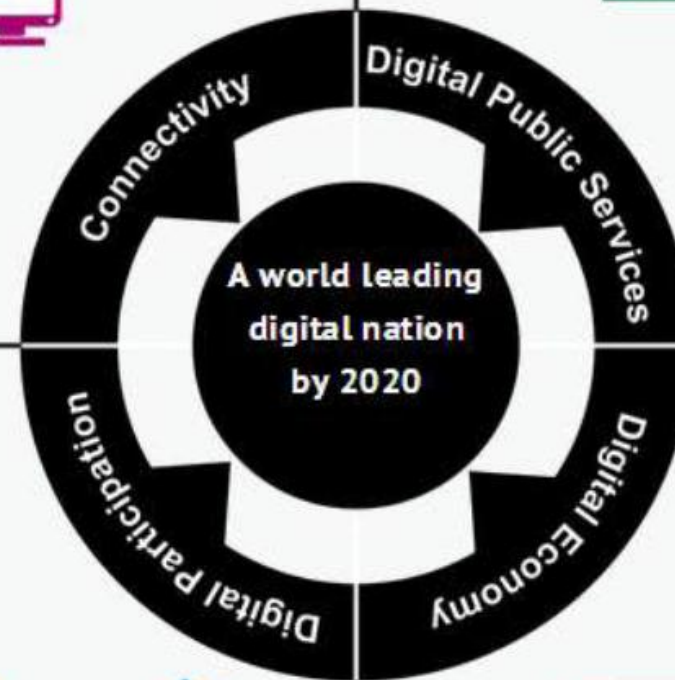 Connectivity
Digital Public Services
A world leading
digital nation
by 2020
Digital Participation
Digital Economy